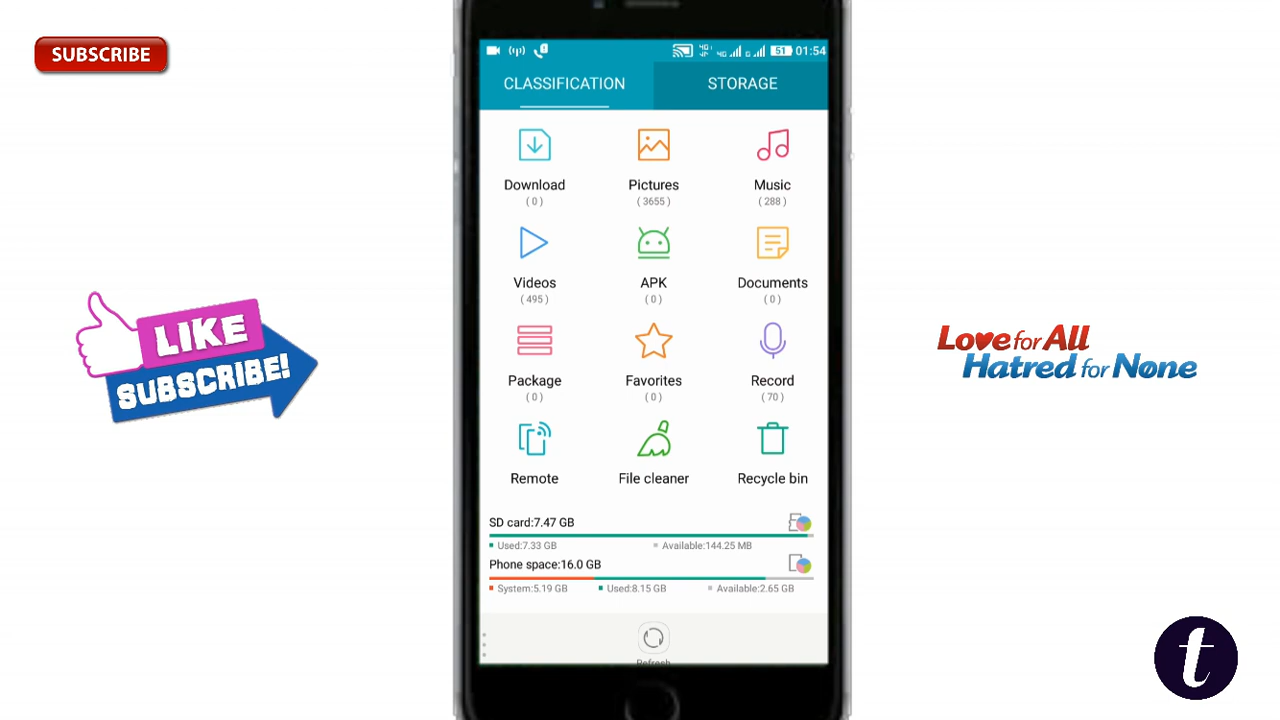 SUBSCRIBE
51 01:54
CLASSIFICATION STORAGE
Download Pictures Music
( 0 ) ( 3655 ) ( 288 )
Videos APK Documents
( 495 ) ( 0 ) ( 0 )
Package Favorites Record
( 0 ) ( 0 ) ( 70 )
Remote File cleaner Recycle bin
SD card:7.47 GB
Used:7.33 GB Available:144.25 MB
Phone space:16.0 GB
System:5.19 GB Used:8.15 GB Available:2.65 GB
Refresh
LIKE
SUBSCRIBE!
Love for All
Hatred for None
t